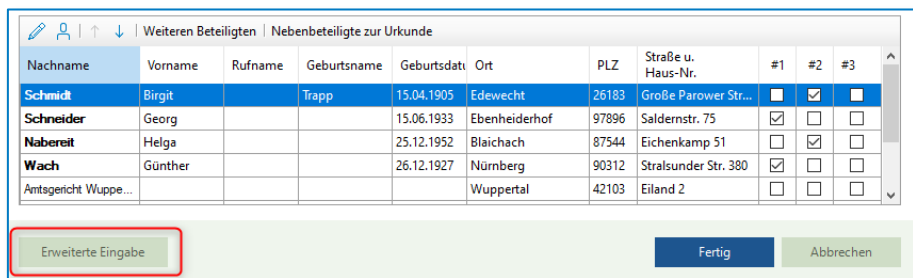 Weiteren Beteiligten | Nebenbeteiligte zur Urkunde
Nachname Vorname Rufname Geburtsname Geburtsdatu Ort PLZ Straße u. Haus-Nr. #1 #2 #3
Schmidt Birgit Trapp 15.04.1905 Edewecht 26183 Große Parower Str...
Schneider Georg 15.06.1933 Ebenheiderhof 97896 Saldernstr. 75
Nabereit Helga 25.12.1952 Blaichach 87544 Eichenkamp 51
Wach Günther 26.12.1927 Nürnberg 90312 Stralsunder Str. 380
Amtsgericht Wuppe... Wuppertal 42103 Eiland 2
Erweiterte Eingabe Fertig Abbrechen